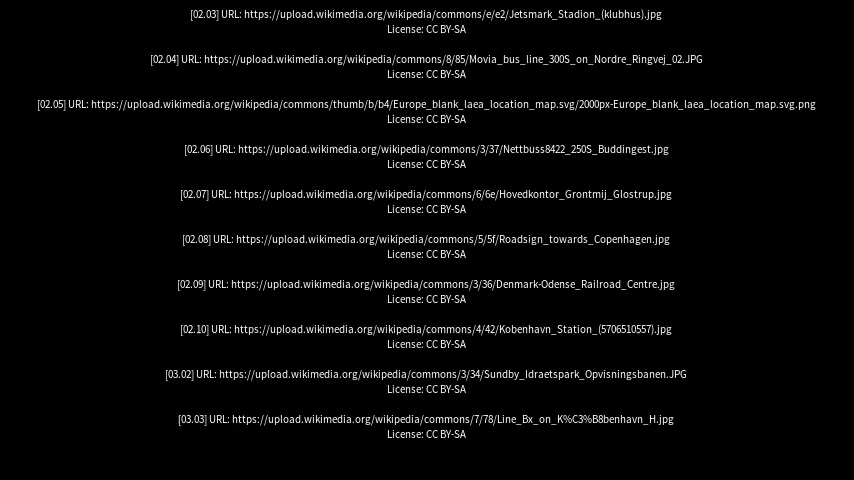 [02.03] URL: https://upload.wikimedia.org/wikipedia/commons/e/e2/Jetsmark_Stadion_(klubhus).jpg
License: CC BY-SA
[02.04] URL: https://upload.wikimedia.org/wikipedia/commons/8/85/Movia_bus_line_300S_on_Nordre_Ringvej_02.JPG
License: CC BY-SA
[02.05] URL: https://upload.wikimedia.org/wikipedia/commons/thumb/b/b4/Europe_blank_laea_location_map.svg/2000px-Europe_blank_laea_location_map.svg.png
License: CC BY-SA
[02.06] URL: https://upload.wikimedia.org/wikipedia/commons/3/37/Nettbuss8422_250S_Buddingest.jpg
License: CC BY-SA
[02.07] URL: https://upload.wikimedia.org/wikipedia/commons/6/6e/Hovedkontor_Grontmij_Glostrup.jpg
License: CC BY-SA
[02.08] URL: https://upload.wikimedia.org/wikipedia/commons/5/5f/Roadsign_towards_Copenhagen.jpg
License: CC BY-SA
[02.09] URL: https://upload.wikimedia.org/wikipedia/commons/3/36/Denmark-Odense_Railroad_Centre.jpg
License: CC BY-SA
[02.10] URL: https://upload.wikimedia.org/wikipedia/commons/4/42/Kobenhavn_Station_(5706510557).jpg
License: CC BY-SA
[03.02] URL: https://upload.wikimedia.org/wikipedia/commons/3/34/Sundby_Idraetspark_Opvisningsbanen.JPG
License: CC BY-SA
[03.03] URL: https://upload.wikimedia.org/wikipedia/commons/7/78/Line_Bx_on_K%C3%B8benhavn_H.jpg
License: CC BY-SA